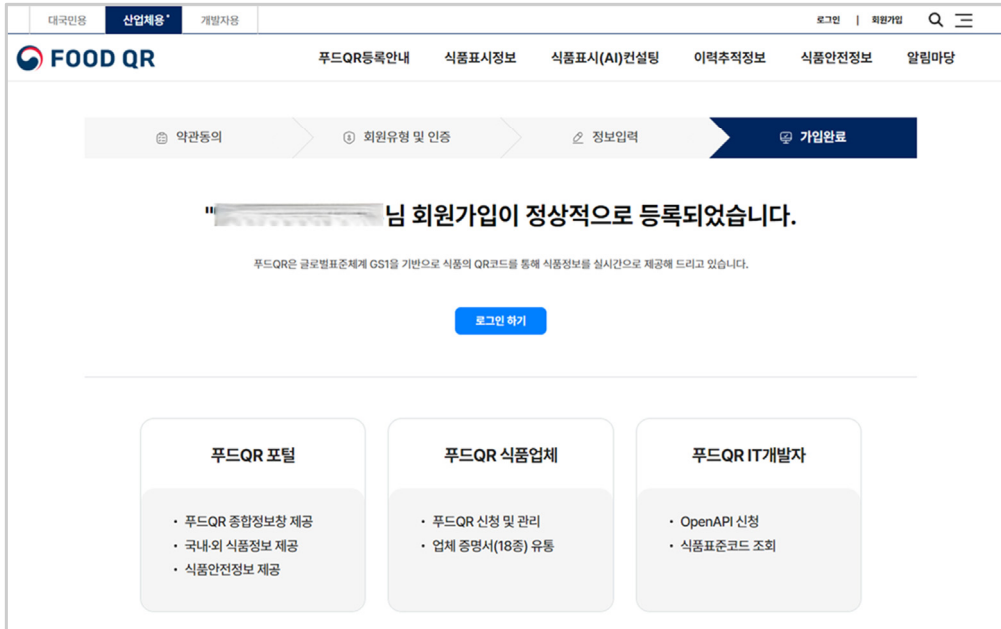 대국민용 산업체용 개발자용 로그인 | 회원가입
FOOD QR 푸드QR등록안내 식품표시정보 식품표시(AI)컨설팅 이력추적정보 식품안전정보 알림마당
약관동의 회원유형 및 인증 정보입력 가입완료
" 님 회원가입이 정상적으로 등록되었습니다.
푸드QR은 글로벌표준체계 GS1을 기반으로 식품의 QR코드를 통해 식품정보를 실시간으로 제공해 드리고 있습니다.
로그인 하기
푸드QR 포털
• 푸드QR 종합정보창 제공
• 국내·외 식품정보 제공
• 식품안전정보 제공
푸드QR 식품업체
• 푸드QR 신청 및 관리
• 업체 증명서(18종) 유통
푸드QR IT개발자
• OpenAPI 신청
• 식품표준코드 조회